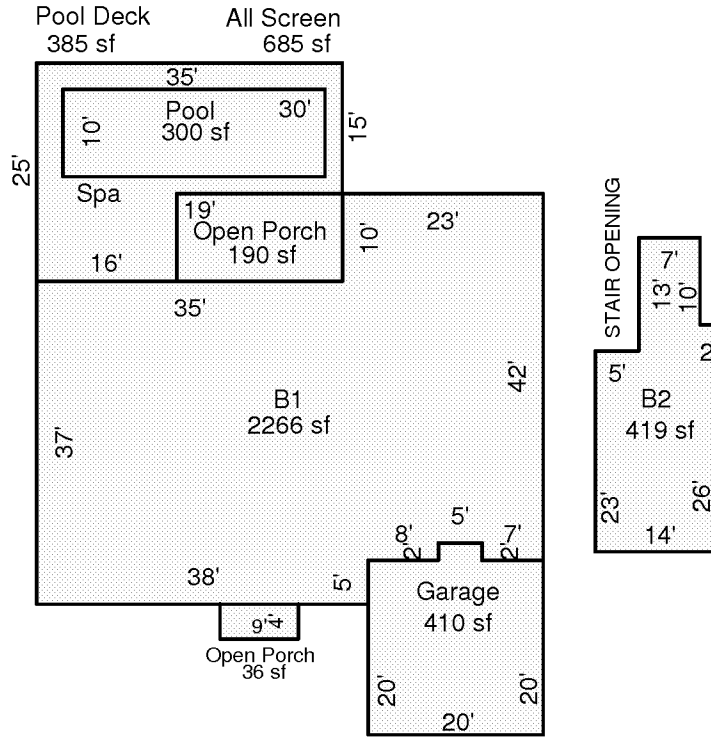 Pool Deck
385 sf
All Screen
685 sf
35'
Pool
300 sf
30'
10'
15'
25'
Spa
19'
Open Porch
190 sf
10'
23'
16'
35'
B1
2266 sf
42'
37'
38'
5'
8'
2'
5'
7'
2'
Garage
410 sf
20'
20'
20'
9'
4'
Open Porch
36 sf
STAIR OPENING
7'
13'
10'
5'
2
B2
419 sf
23'
26'
14'